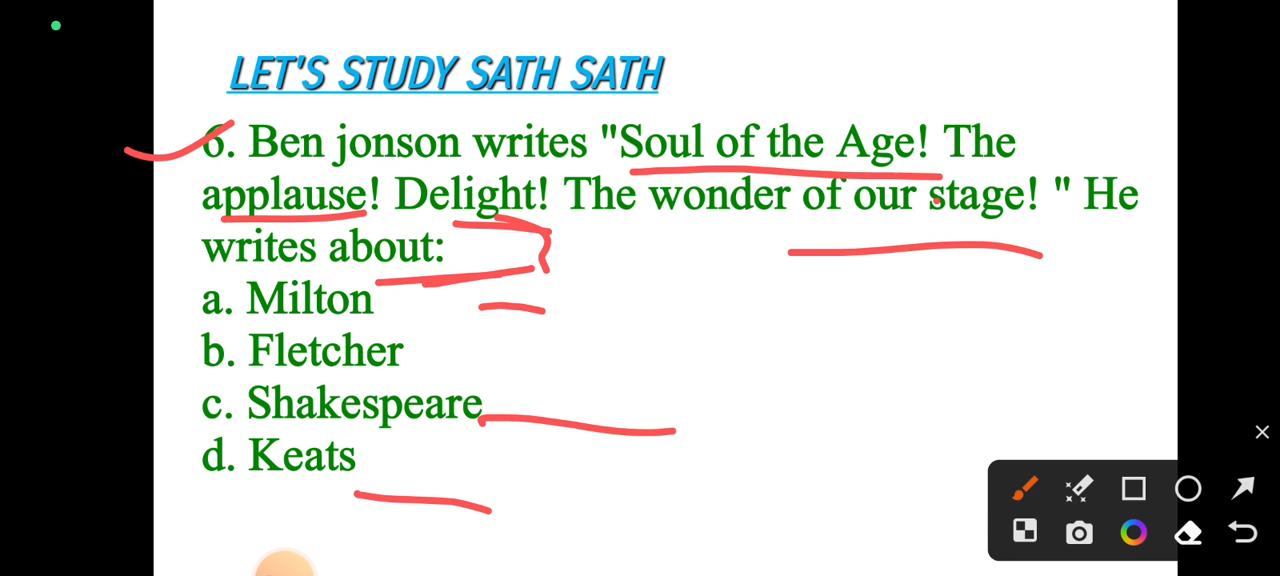 LET'S STUDY SATH SATH
6. Ben jonson writes "Soul of the Age! The
applause! Delight! The wonder of our stage! " He
writes about:
a. Milton
b. Fletcher
c. Shakespeare
d. Keats